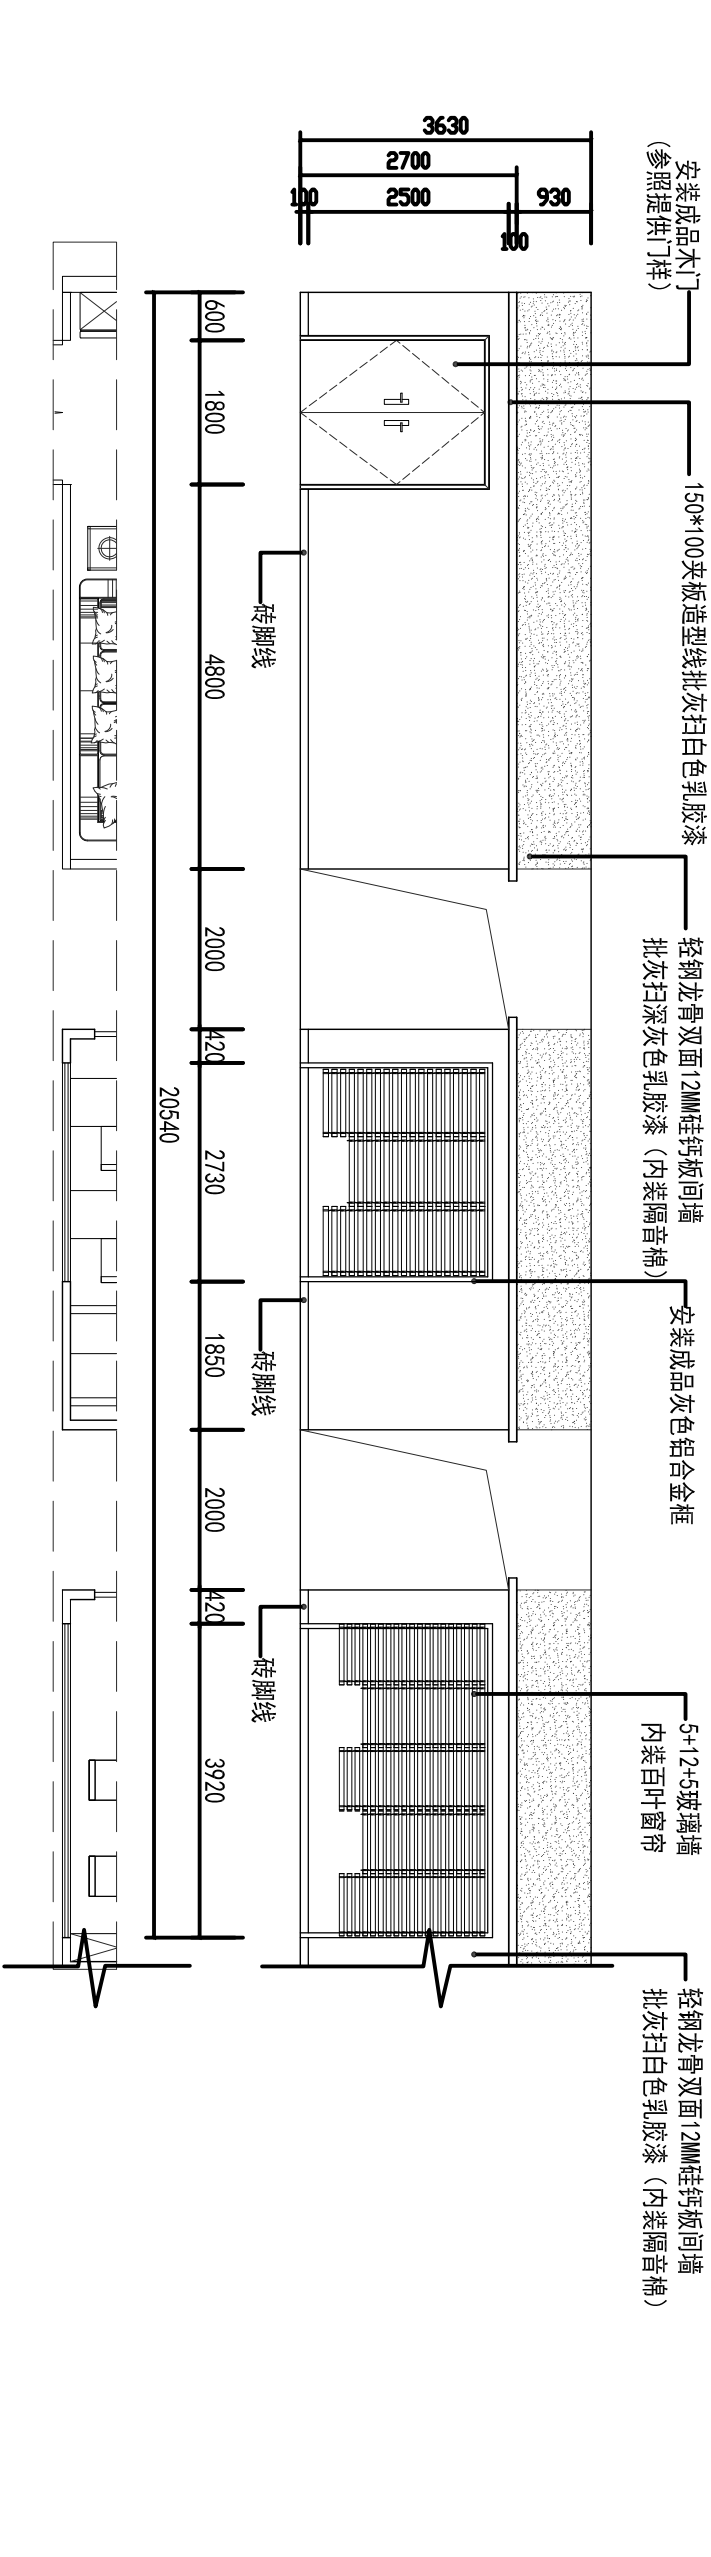 3630
2700
100
2500
100
930
安装成品木门
（参照提供门样）
150*100夹板造型线批灰扫白色乳胶漆
轻钢龙骨双面12MM硅钙板间墙
批灰扫深灰色乳胶漆（内装隔音棉）
安装成品灰色铝合金框
5+12+5玻璃墙
内装百叶窗帘
轻钢龙骨双面12MM硅钙板间墙
批灰扫白色乳胶漆（内装隔音棉）
砖脚线
砖脚线
砖脚线
600
1800
4800
2000
420
2730
1850
2000
420
3920
20540